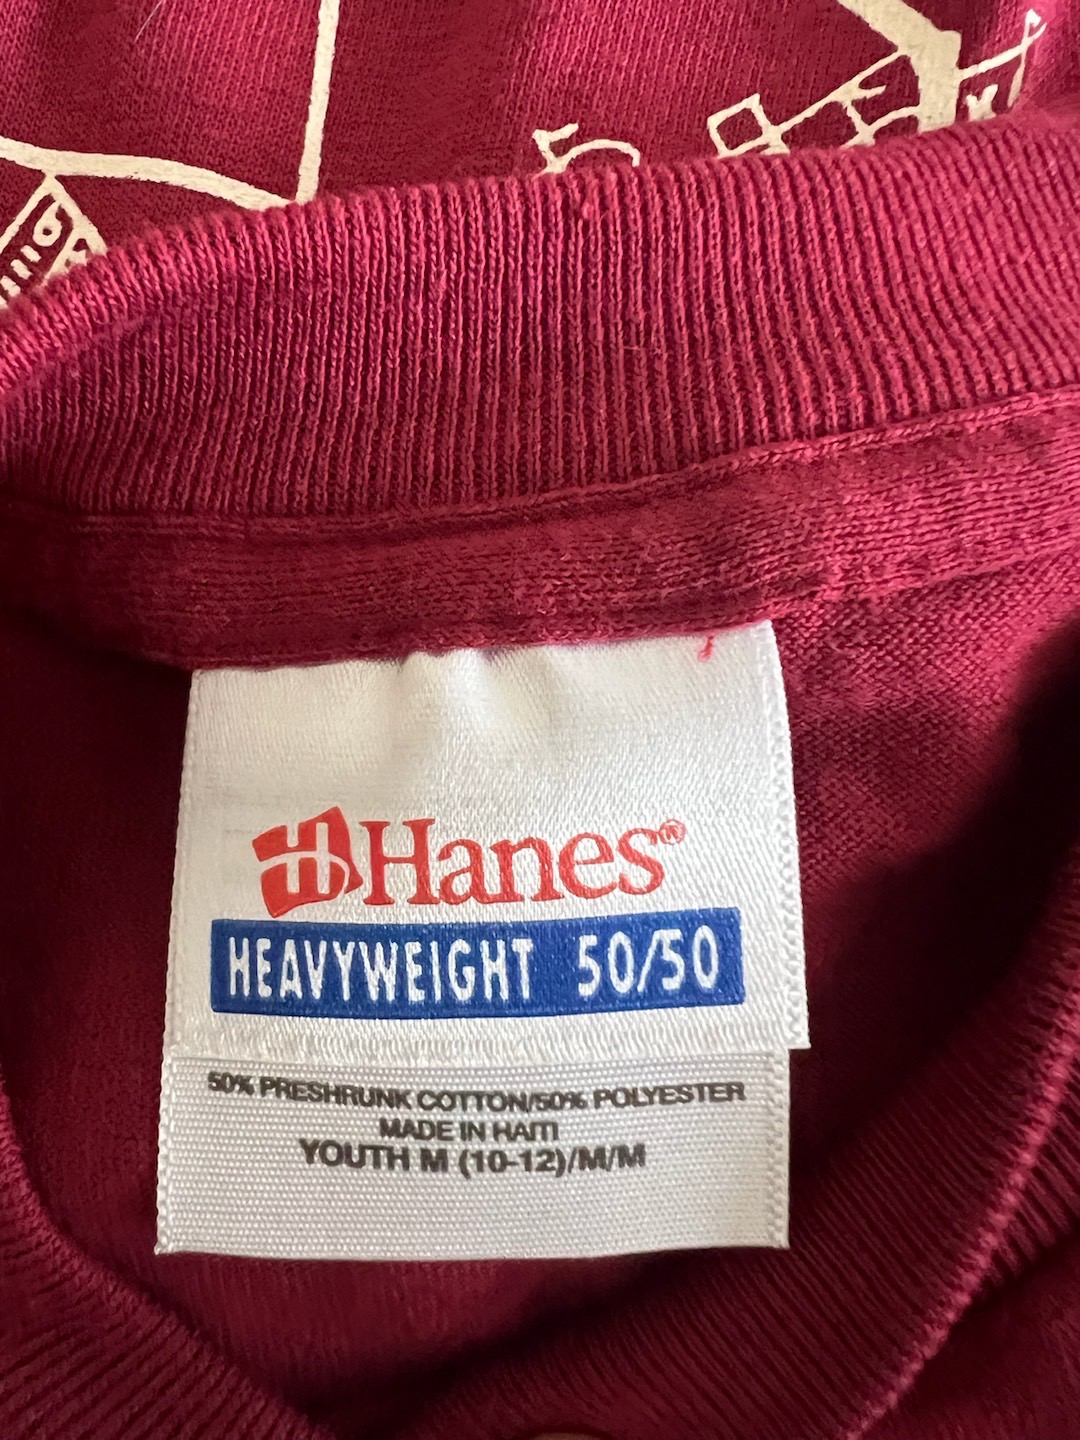 Hanes®
HEAVYWEIGHT 50/50
50% PRESHRUNK COTTON/50% POLYESTER
MADE IN HAITI
YOUTH M (10-12)/M/M